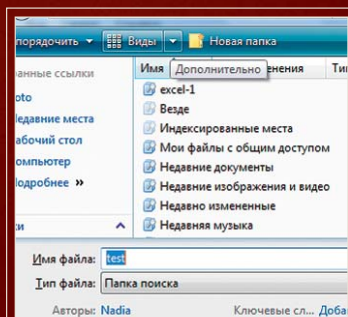 порядочить Виды Новая папка
анные ссылки Имя Дополнительно енения Ти
oto excel-1
едавние места Везде
абочий стол Индексированные места
омпьютер Мои файлы с общим доступом
одробнее » Недавние документы
Недавние изображения и видео
Недавно измененные
ки Недавняя музыка
Имя файла: test
Тип файла: Папка поиска
Авторы: Nadia Ключевые сл... Доба